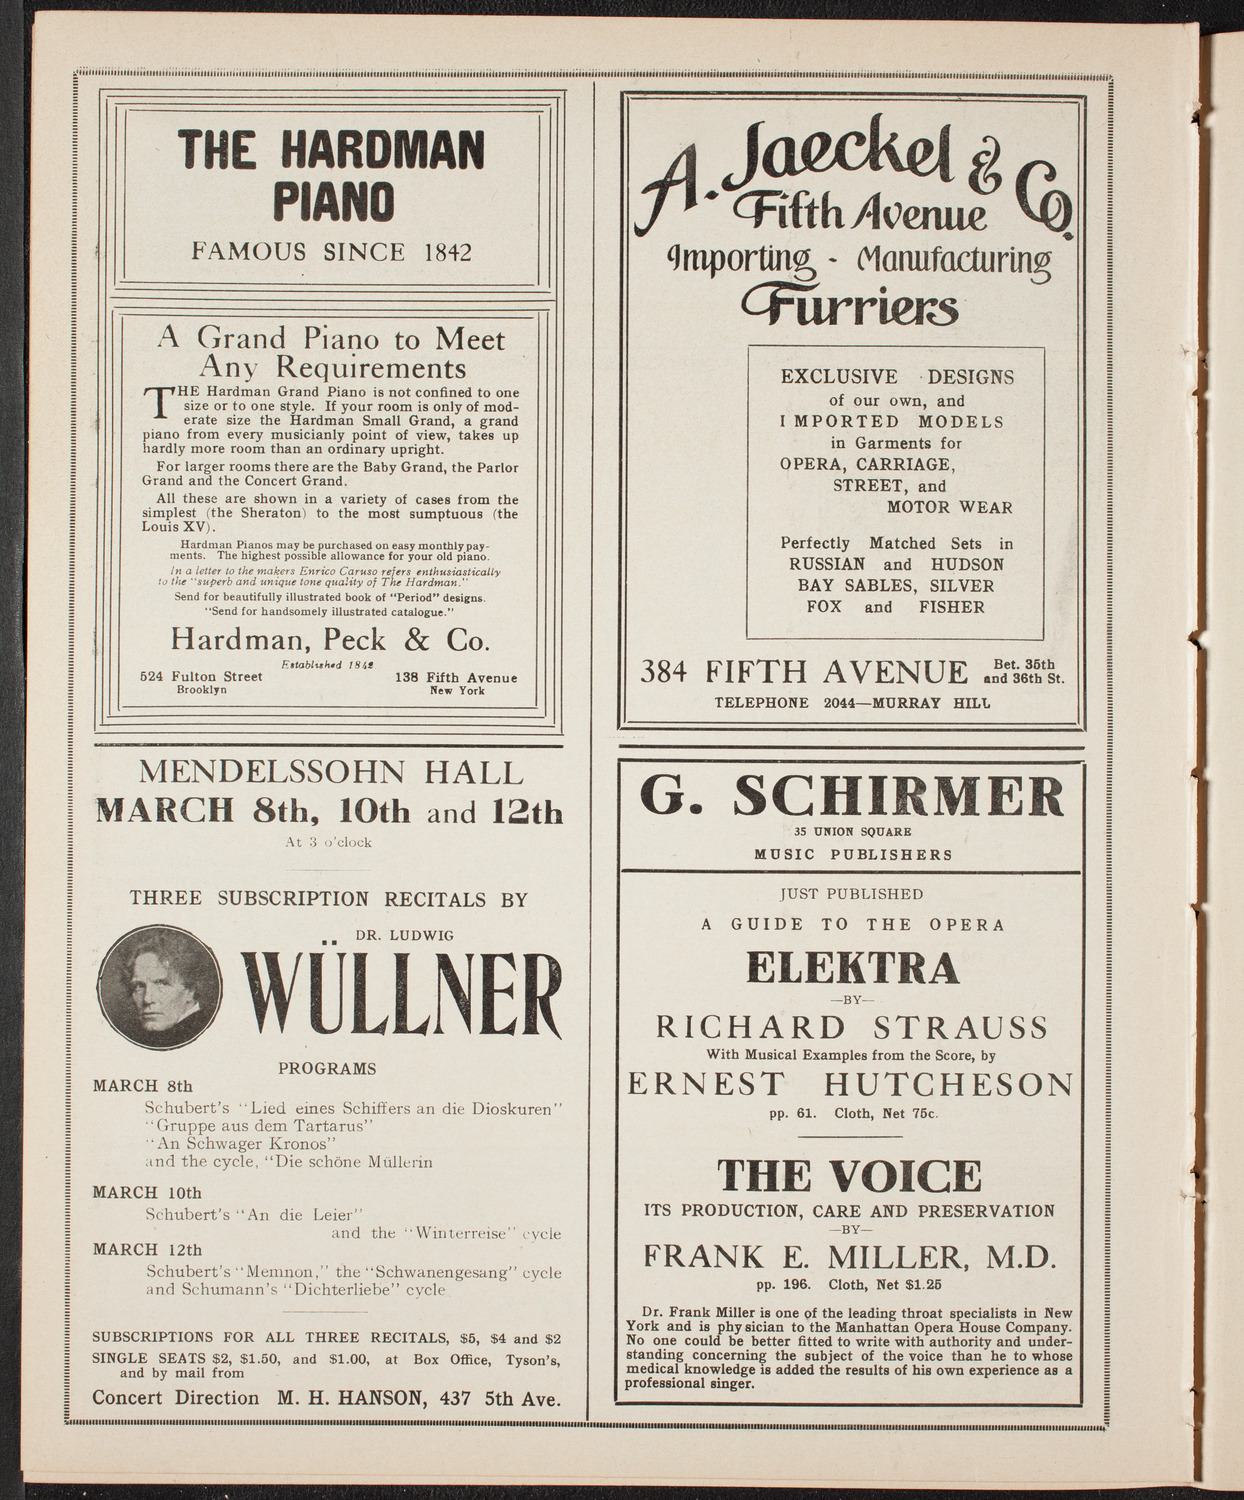 THE HARDMAN
PIANO
FAMOUS SINCE 1842
A Grand Piano to Meet
Any Requirements
THE Hardman Grand Piano is not confined to one
size or to one style. If your room is only of mod-
erate size the Hardman Small Grand, a grand
piano from every musicianly point of view, takes up
hardly more room than an ordinary upright.
For larger rooms there are the Baby Grand, the Parlor
Grand and the Concert Grand.
All these are shown in a variety of cases from the
simplest (the Sheraton) to the most sumptuous (the
Louis XV).
Hardman Pianos may be purchased on easy monthly pay-
ments. The highest possible allowance for your old piano.
In a letter to the makers Enrico Caruso refers enthusiastically
to the "superb and unique tone quality of The Hardman."
Send for beautifully illustrated book of "Period" designs.
"Send for handsomely illustrated catalogue."
Hardman, Peck & Co.
Established 1842
524 Fulton Street 138 Fifth Avenue
Brooklyn New York
MENDELSSOHN HALL
MARCH 8th, 10th and 12th
At 3 o'clock
THREE SUBSCRIPTION RECITALS BY
DR. LUDWIG
WÜLLNER
PROGRAMS
MARCH 8th
Schubert's "Lied eines Schiffers an die Dioskuren"
"Gruppe aus dem Tartarus"
"An Schwager Kronos"
and the cycle, "Die schöne Müllerin
MARCH 10th
Schubert's "An die Leier"
and the "Winterreise" cycle
MARCH 12th
Schubert's "Memnon," the "Schwanengesang" cycle
and Schumann's "Dichterliebe" cycle
SUBSCRIPTIONS FOR ALL THREE RECITALS, $5, $4 and $2
SINGLE SEATS $2, $1.50, and $1.00, at Box Office, Tyson's,
and by mail from
Concert Direction M. H. HANSON, 437 5th Ave.
A. Jaeckel & Co.
Fifth Avenue
Importing - Manufacturing
Furriers
EXCLUSIVE DESIGNS
of our own, and
IMPORTED MODELS
in Garments for
OPERA, CARRIAGE,
STREET, and
MOTOR WEAR
Perfectly Matched Sets in
RUSSIAN and HUDSON
BAY SABLES, SILVER
FOX and FISHER
384 FIFTH AVENUE Bet. 35th
and 36th St.
TELEPHONE 2044—MURRAY HILL
G. SCHIRMER
35 UNION SQUARE
MUSIC PUBLISHERS
JUST PUBLISHED
A GUIDE TO THE OPERA
ELEKTRA
—BY—
RICHARD STRAUSS
With Musical Examples from the Score, by
ERNEST HUTCHESON
pp. 61. Cloth, Net 75c.
THE VOICE
ITS PRODUCTION, CARE AND PRESERVATION
—BY—
FRANK E. MILLER, M.D.
pp. 196. Cloth, Net $1.25
Dr. Frank Miller is one of the leading throat specialists in New
York and is physician to the Manhattan Opera House Company.
No one could be better fitted to write with authority and under-
standing concerning the subject of the voice than he to whose
medical knowledge is added the results of his own experience as a
professional singer.